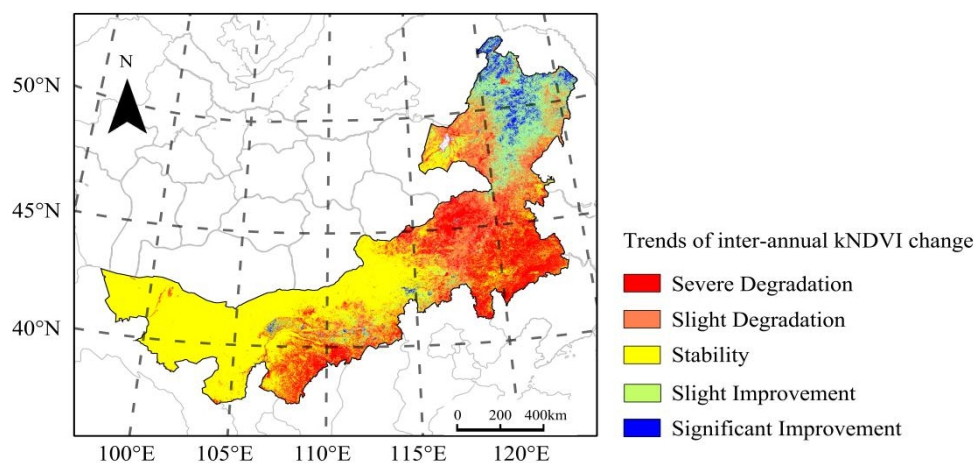 N
50°N
45°N
40°N
0 200 400km
100°E 105°E 110°E 115°E 120°E
Trends of inter-annual kNDVI change
Severe Degradation
Slight Degradation
Stability
Slight Improvement
Significant Improvement